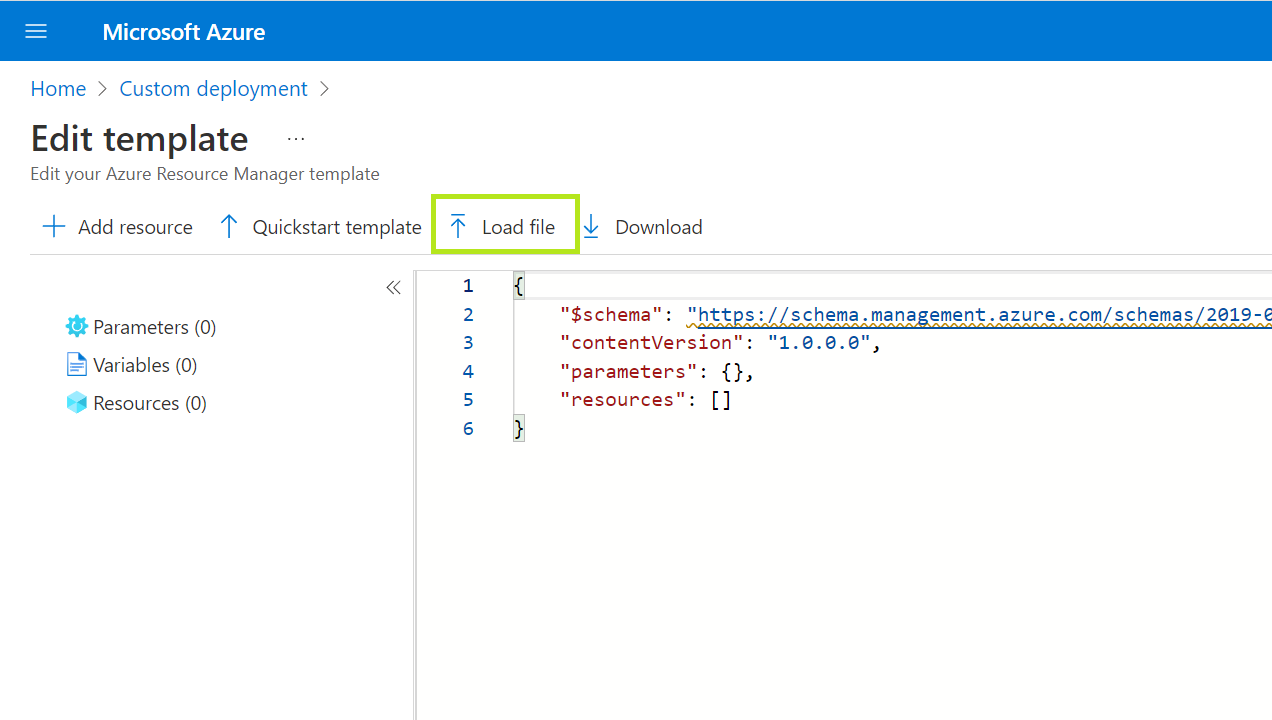 Microsoft Azure
Home > Custom deployment >
Edit template ...
Edit your Azure Resource Manager template
Add resource Quickstart template Load file Download
Parameters (0)
Variables (0)
Resources (0)
1 {
2 "$schema": "https://schema.management.azure.com/schemas/2019-0
3 "contentVersion": "1.0.0.0",
4 "parameters": {},
5 "resources": []
6 }